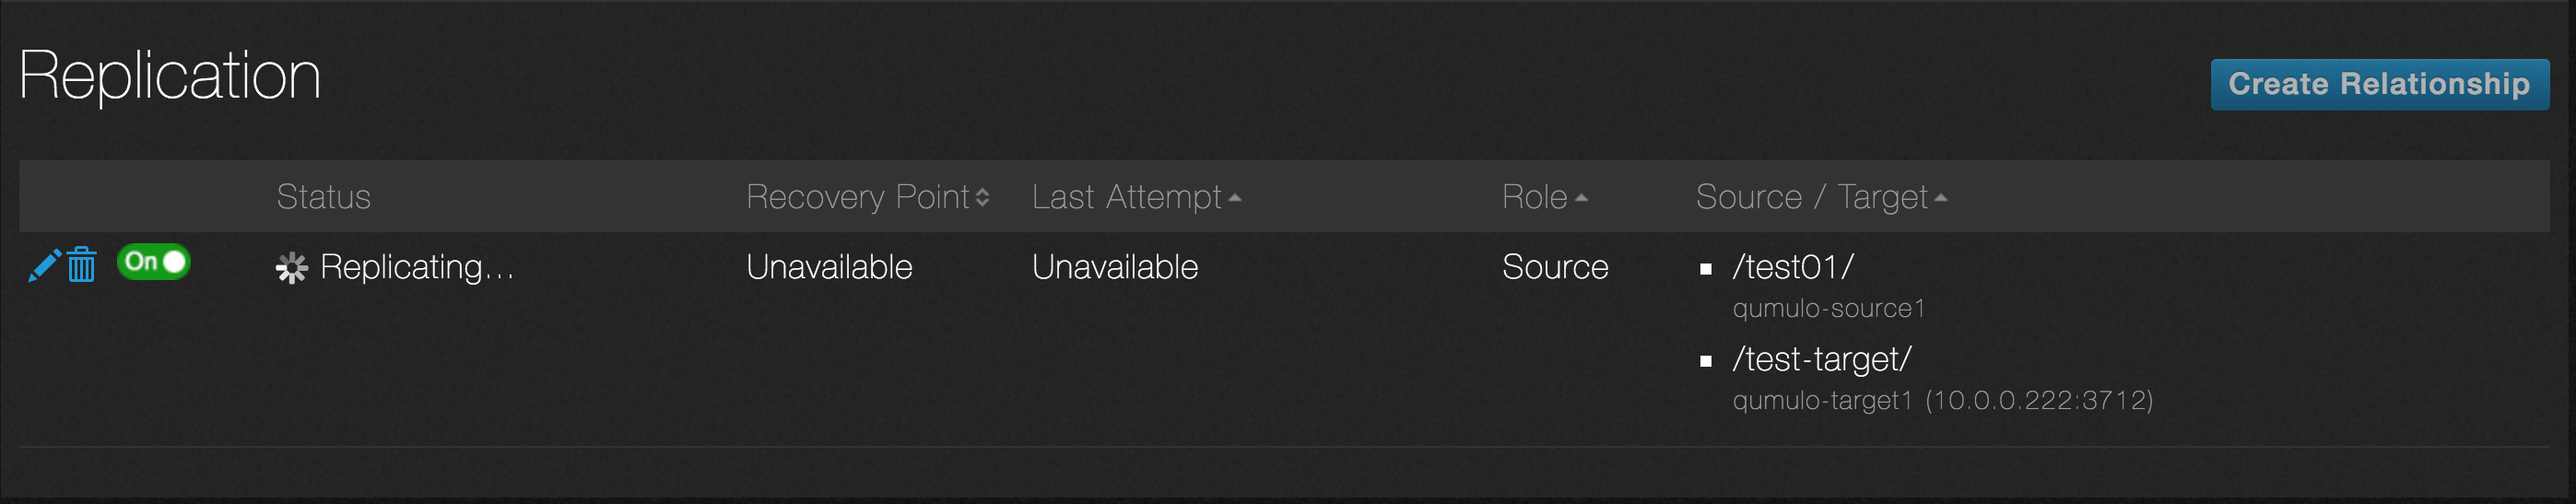 Replication
Create Relationship
Status Recovery Point Last Attempt Role Source / Target
On Replicating... Unavailable Unavailable Source /test01/
qumulo-source1
/test-target/
qumulo-target1 (10.0.0.222:3712)